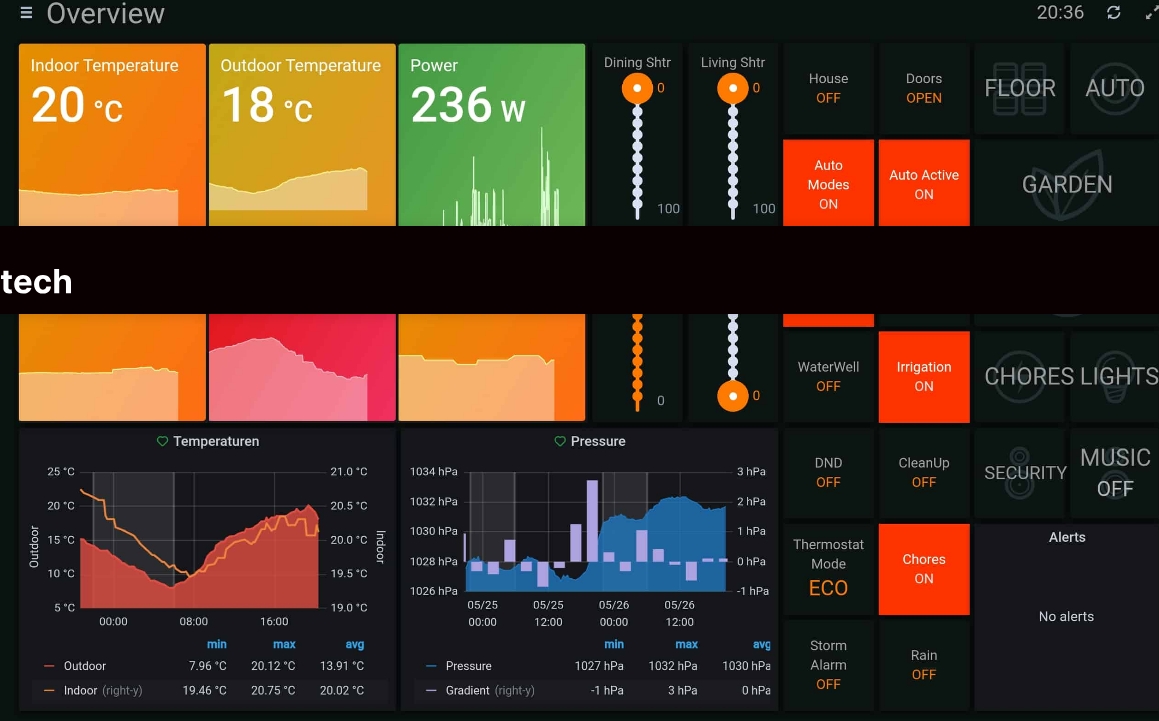 Overview
20:36
Indoor Temperature
20 °C
Outdoor Temperature
18 °C
Power
236 W
Dining Shtr
0
100
Living Shtr
0
100
House
OFF
Doors
OPEN
FLOOR
AUTO
Auto
Modes
ON
Auto Active
ON
GARDEN
tech
0
0
WaterWell
OFF
Irrigation
ON
CHORES
LIGHTS
Temperaturen
25 °C
20 °C
15 °C
10 °C
5 °C
Outdoor
21.0 °C
20.5 °C
20.0 °C
19.5 °C
19.0 °C
Indoor
00:00 08:00 16:00
min max avg
Outdoor 7.96 °C 20.12 °C 13.91 °C
Indoor (right-y) 19.46 °C 20.75 °C 20.02 °C
Pressure
1034 hPa
1032 hPa
1030 hPa
1028 hPa
1026 hPa
3 hPa
2 hPa
1 hPa
0 hPa
-1 hPa
05/25 05/25 05/26 05/26
00:00 12:00 00:00 12:00
min max avg
Pressure 1027 hPa 1032 hPa 1030 hPa
Gradient (right-y) -1 hPa 3 hPa 0 hPa
DND
OFF
CleanUp
OFF
SECURITY
MUSIC
OFF
Thermostat
Mode
ECO
Chores
ON
Alerts
No alerts
Storm
Alarm
OFF
Rain
OFF